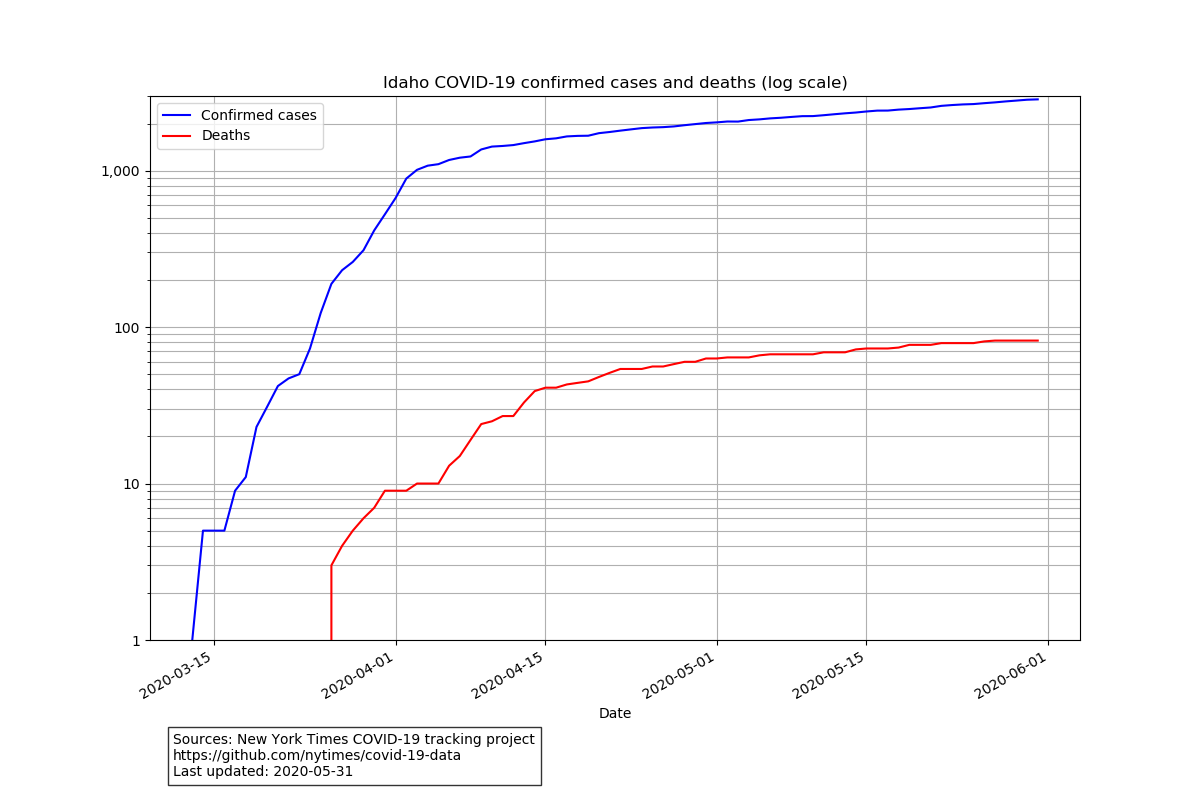 Idaho COVID-19 confirmed cases and deaths (log scale)
Confirmed cases
Deaths
1,000
100
10
1
2020-03-15
2020-04-01
2020-04-15
2020-05-01
2020-05-15
2020-06-01
Date
Sources: New York Times COVID-19 tracking project
https://github.com/nytimes/covid-19-data
Last updated: 2020-05-31